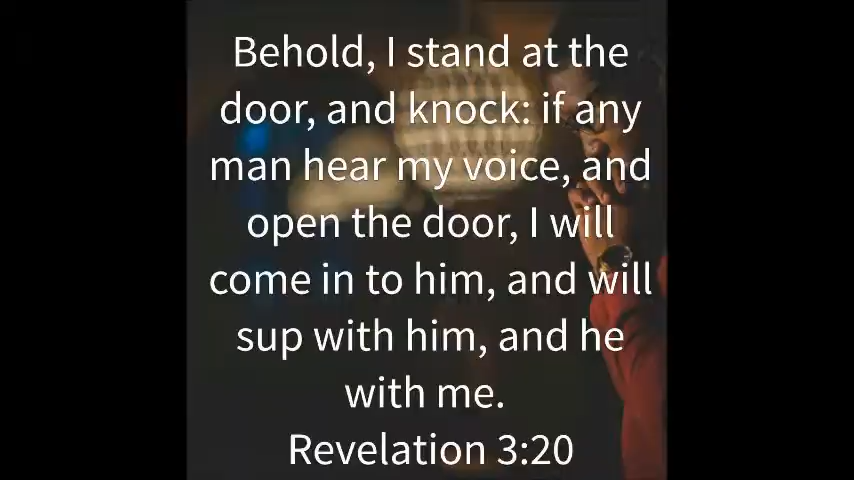 Behold, I stand at the
door, and knock: if any
man hear my voice, and
open the door, I will
come in to him, and will
sup with him, and he
with me.
Revelation 3:20